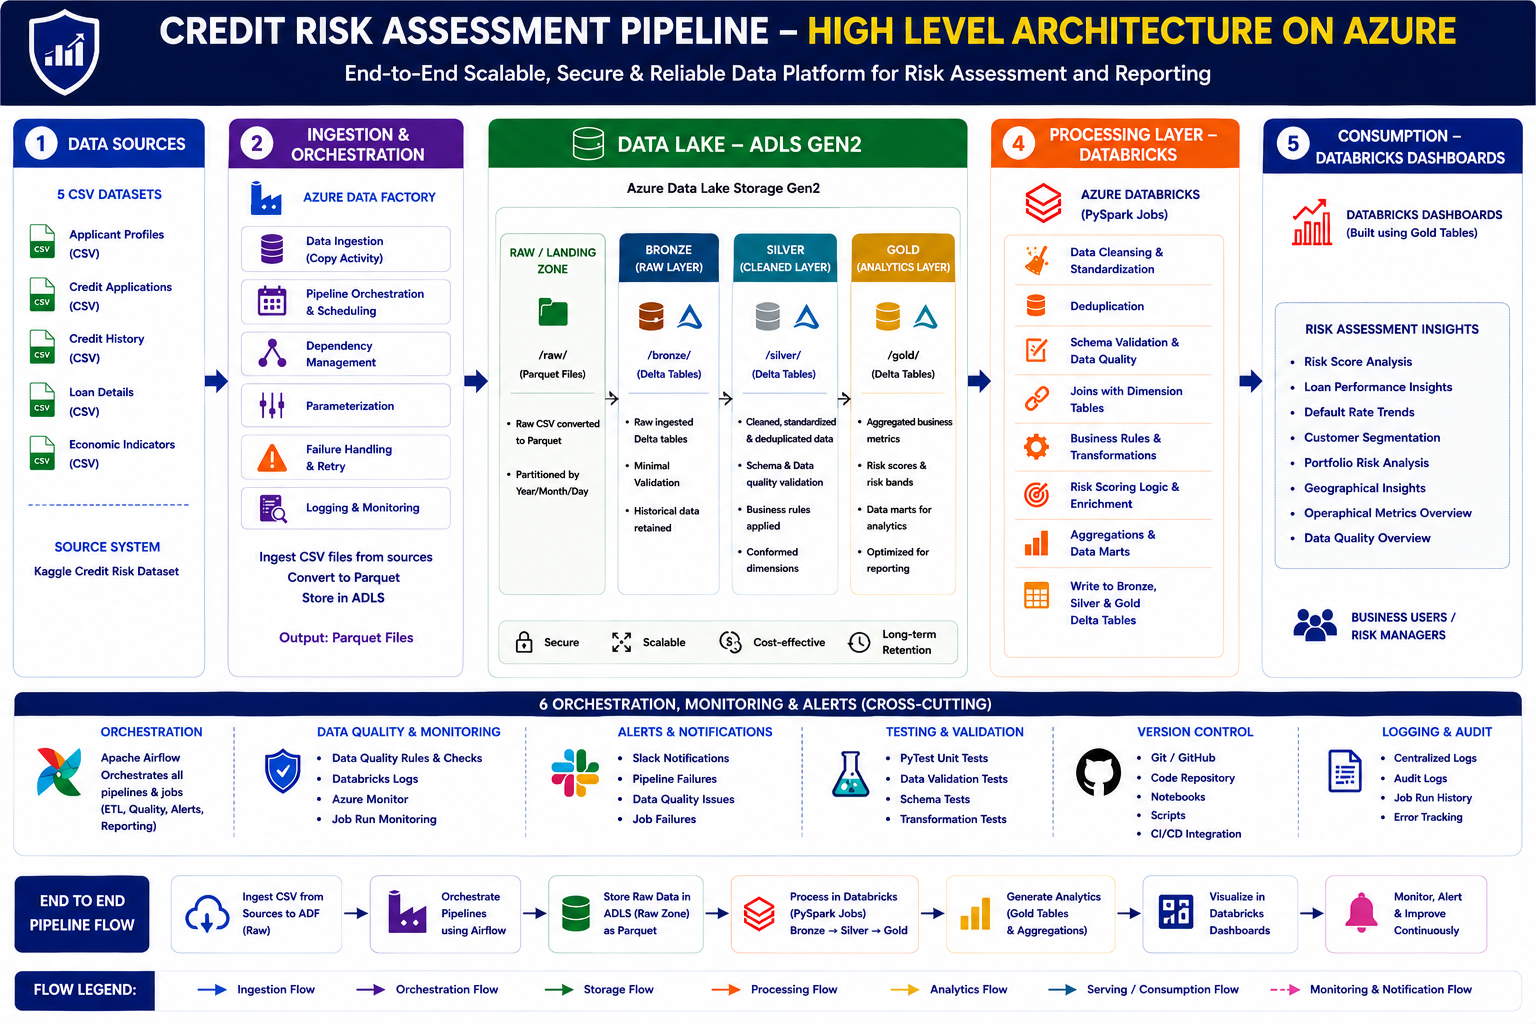 CREDIT RISK ASSESSMENT PIPELINE – HIGH LEVEL ARCHITECTURE ON AZURE
End-to-End Scalable, Secure & Reliable Data Platform for Risk Assessment and Reporting
1 DATA SOURCES
5 CSV DATASETS
CSV
Applicant Profiles
(CSV)
CSV
Credit Applications
(CSV)
CSV
Credit History
(CSV)
CSV
Loan Details
(CSV)
CSV
Economic Indicators
(CSV)
SOURCE SYSTEM
Kaggle Credit Risk Dataset
2 INGESTION &
ORCHESTRATION
AZURE DATA FACTORY
Data Ingestion
(Copy Activity)
Pipeline Orchestration
& Scheduling
Dependency
Management
Parameterization
Failure Handling
& Retry
Logging & Monitoring
Ingest CSV files from sources
Convert to Parquet
Store in ADLS
Output: Parquet Files
DATA LAKE – ADLS GEN2
Azure Data Lake Storage Gen2
RAW / LANDING
ZONE
/raw/
(Parquet Files)
• Raw CSV converted
to Parquet
• Partitioned by
Year/Month/Day
BRONZE
(RAW LAYER)
/bronze/
(Delta Tables)
• Raw ingested
Delta tables
• Minimal
Validation
• Historical data
retained
SILVER
(CLEANED LAYER)
/silver/
(Delta Tables)
• Cleaned, standardized
& deduplicated data
• Schema & Data
quality validation
• Business rules
applied
• Conformed
dimensions
GOLD
(ANALYTICS LAYER)
/gold/
(Delta Tables)
• Aggregated business
metrics
• Risk scores &
risk bands
• Data marts for
analytics
• Optimized for
reporting
Secure
Scalable
Cost-effective
Long-term
Retention
4 PROCESSING LAYER –
DATABRICKS
AZURE DATABRICKS
(PySpark Jobs)
Data Cleansing &
Standardization
Deduplication
Schema Validation &
Data Quality
Joins with Dimension
Tables
Business Rules &
Transformations
Risk Scoring Logic &
Enrichment
Aggregations &
Data Marts
Write to Bronze,
Silver & Gold
Delta Tables
5 CONSUMPTION –
DATABRICKS DASHBOARDS
DATABRICKS DASHBOARDS
(Built using Gold Tables)
RISK ASSESSMENT INSIGHTS
• Risk Score Analysis
• Loan Performance Insights
• Default Rate Trends
• Customer Segmentation
• Portfolio Risk Analysis
• Geographical Insights
• Operaphical Metrics Overview
• Data Quality Overview
BUSINESS USERS /
RISK MANAGERS
6 ORCHESTRATION, MONITORING & ALERTS (CROSS-CUTTING)
ORCHESTRATION
Apache Airflow
Orchestrates all
pipelines & jobs
(ETL, Quality, Alerts,
Reporting)
DATA QUALITY & MONITORING
• Data Quality Rules & Checks
• Databricks Logs
• Azure Monitor
• Job Run Monitoring
ALERTS & NOTIFICATIONS
• Slack Notifications
• Pipeline Failures
• Data Quality Issues
• Job Failures
TESTING & VALIDATION
• PyTest Unit Tests
• Data Validation Tests
• Schema Tests
• Transformation Tests
VERSION CONTROL
• Git / GitHub
• Code Repository
• Notebooks
• Scripts
• CI/CD Integration
LOGGING & AUDIT
• Centralized Logs
• Audit Logs
• Job Run History
• Error Tracking
END TO END
PIPELINE FLOW
Ingest CSV from
Sources to ADF
(Raw)
Orchestrate
Pipelines
using Airflow
Store Raw Data in
ADLS (Raw Zone)
as Parquet
Process in Databricks
(PySpark Jobs)
Bronze → Silver → Gold
Generate Analytics
(Gold Tables
& Aggregations)
Visualize in
Databricks
Dashboards
Monitor, Alert
& Improve
Continuously
FLOW LEGEND:
Ingestion Flow
Orchestration Flow
Storage Flow
Processing Flow
Analytics Flow
Serving / Consumption Flow
Monitoring & Notification Flow